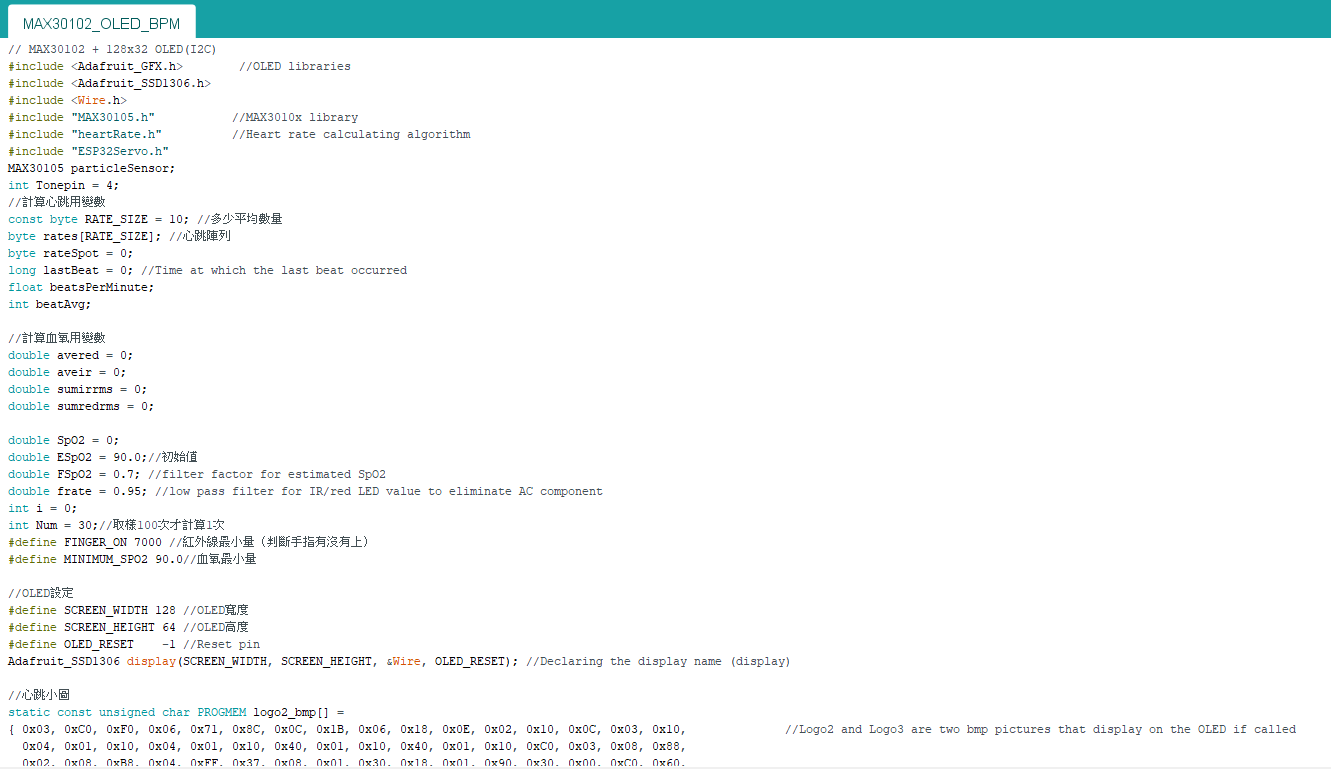 MAX30102_OLED_BPM
// MAX30102 + 128x32 OLED(I2C)
#include <Adafruit_GFX.h>        //OLED libraries
#include <Adafruit_SSD1306.h>
#include <Wire.h>
#include "MAX30105.h"           //MAX3010x library
#include "heartRate.h"          //Heart rate calculating algorithm
#include "ESP32Servo.h"
MAX30105 particleSensor;
int Tonepin = 4;
//計算心跳用變數
const byte RATE_SIZE = 10; //多少平均數量
byte rates[RATE_SIZE]; //心跳陣列
byte rateSpot = 0;
long lastBeat = 0; //Time at which the last beat occurred
float beatsPerMinute;
int beatAvg;
//計算血氧用變數
double avered = 0;
double aveir = 0;
double sumirrms = 0;
double sumredrms = 0;
double SpO2 = 0;
double ESpO2 = 90.0;//初始值
double FSpO2 = 0.7; //filter factor for estimated SpO2
double frate = 0.95; //low pass filter for IR/red LED value to eliminate AC component
int i = 0;
int Num = 30;//取樣100次才計算1次
#define FINGER_ON 7000 //紅外線最小量（判斷手指有沒有上）
#define MINIMUM_SPO2 90.0//血氧最小量
//OLED設定
#define SCREEN_WIDTH 128 //OLED寬度
#define SCREEN_HEIGHT 64 //OLED高度
#define OLED_RESET    -1 //Reset pin
Adafruit_SSD1306 display(SCREEN_WIDTH, SCREEN_HEIGHT, &Wire, OLED_RESET); //Declaring the display name (display)
//心跳小圖
static const unsigned char PROGMEM logo2_bmp[] =
{ 0x03, 0xC0, 0xF0, 0x06, 0x71, 0x8C, 0x0C, 0x1B, 0x06, 0x18, 0x0E, 0x02, 0x10, 0x0C, 0x03, 0x10,              //Logo2 and Logo3 are two bmp pictures that display on the OLED if called
0x04, 0x01, 0x10, 0x04, 0x01, 0x10, 0x40, 0x01, 0x10, 0x40, 0x01, 0x10, 0xC0, 0x03, 0x08, 0x88,
0x02, 0x08, 0xB8, 0x04, 0xFF, 0x37, 0x08, 0x01, 0x30, 0x18, 0x01, 0x90, 0x30, 0x00, 0xC0, 0x60,